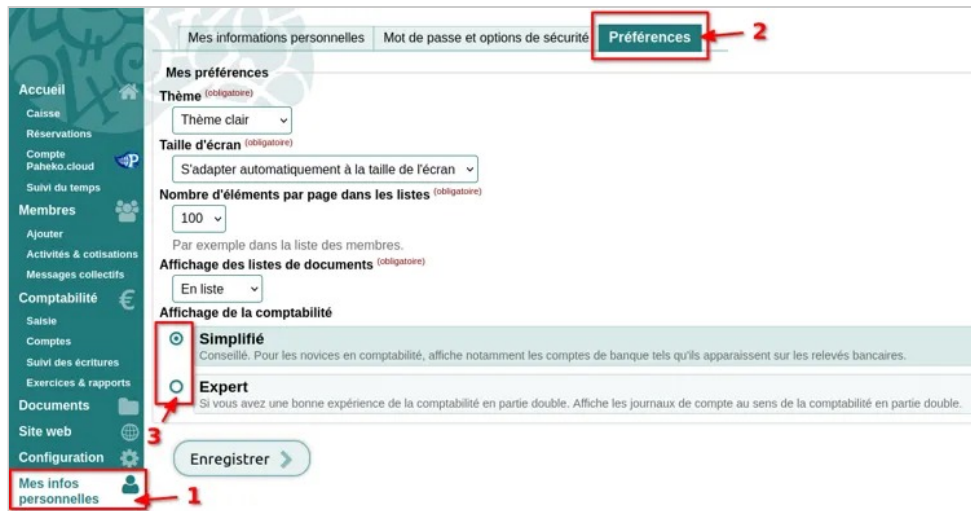 Mes informations personnelles Mot de passe et options de sécurité Préférences 2
Mes préférences
Accueil
Thème (obligatoire)
Caisse
Thème clair
Réservations
Taille d'écran (obligatoire)
Compte
Paheko.cloud
S'adapter automatiquement à la taille de l'écran
Suivi du temps
Nombre d'éléments par page dans les listes (obligatoire)
Membres
100
Ajouter
Par exemple dans la liste des membres.
Activités & cotisations
Affichage des listes de documents (obligatoire)
Messages collectifs
En liste
Comptabilité
Affichage de la comptabilité
Saisie
Simplifié
Comptes
Conseillé. Pour les novices en comptabilité, affiche notamment les comptes de banque tels qu'ils apparaissent sur les relevés bancaires.
Suivi des écritures
Exercices & rapports
Expert
Si vous avez une bonne expérience de la comptabilité en partie double. Affiche les journaux de compte au sens de la comptabilité en partie double.
Documents
Site web
3
Configuration
Enregistrer
Mes infos
personnelles
1